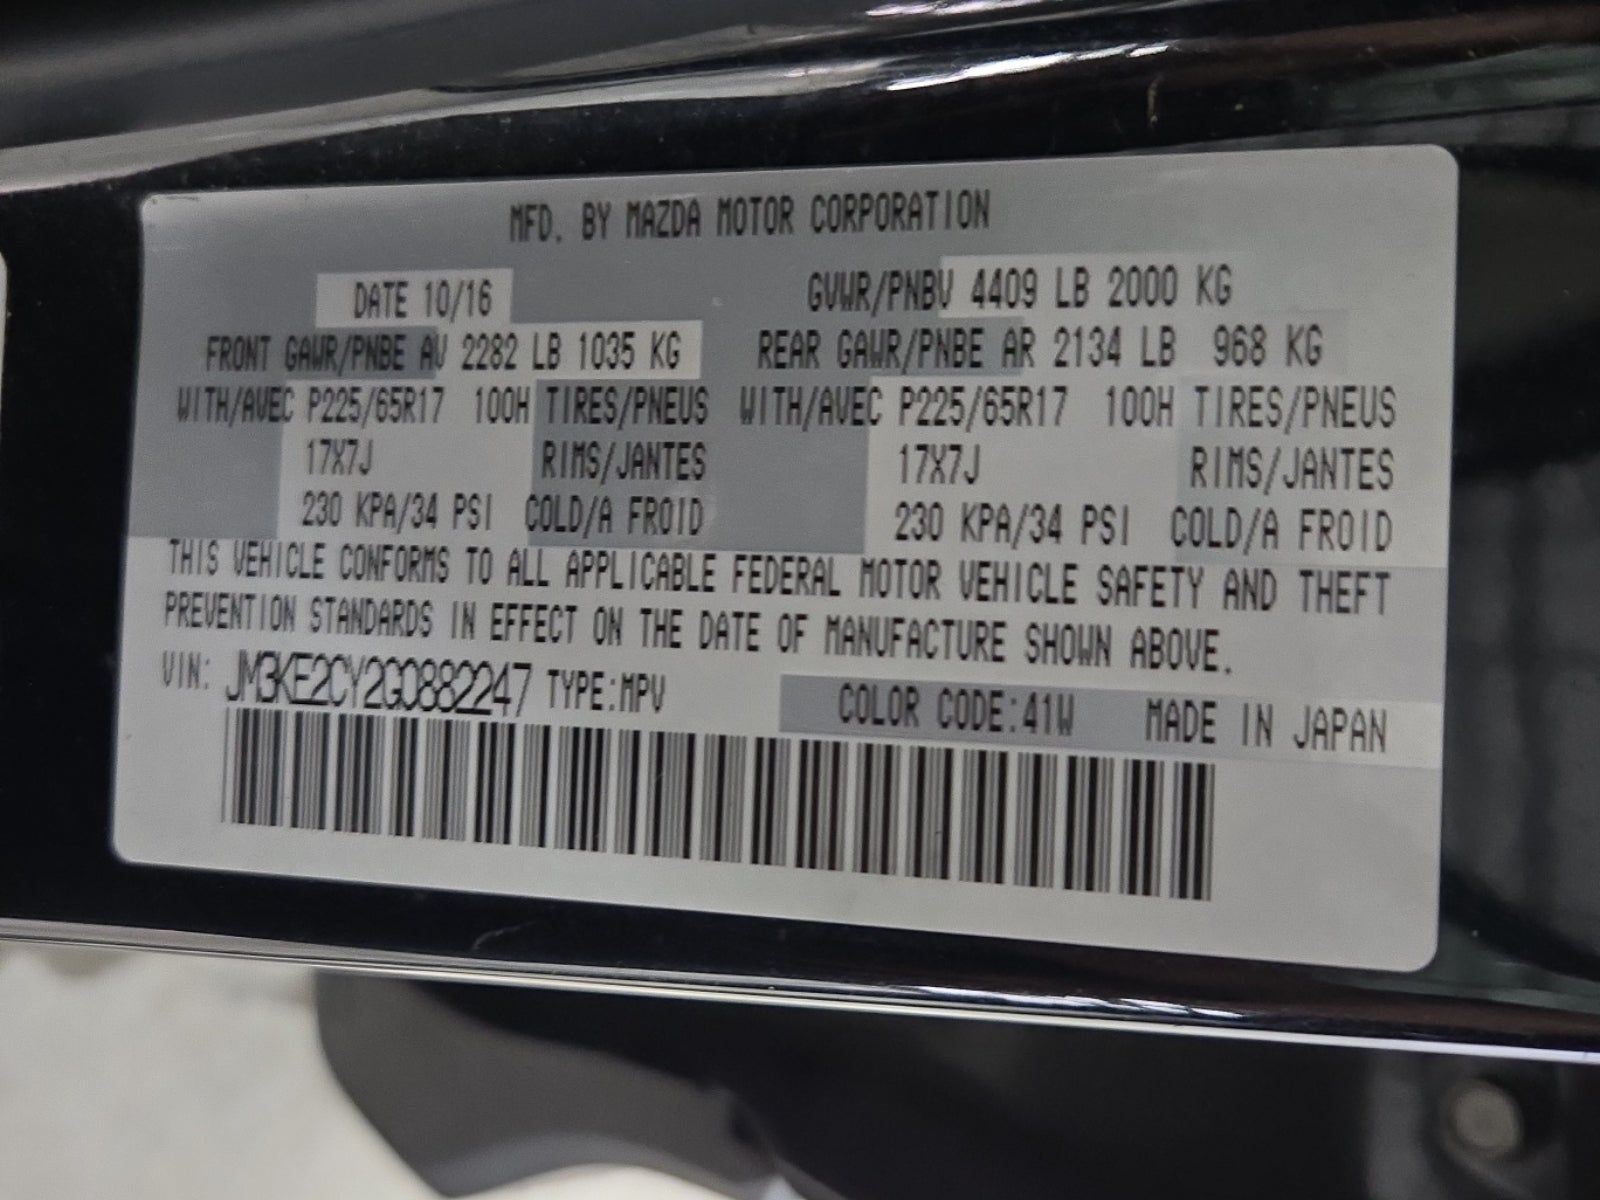 MFD. BY MAZDA MOTOR CORPORATION
DATE 10/16 GVWR/PNBV 4409 LB 2000 KG
FRONT GAWR/PNBE AV 2282 LB 1035 KG REAR GAWR/PNBE AR 2134 LB 968 KG
WITH/AVEC P225/65R17 100H TIRES/PNEUS WITH/AVEC P225/65R17 100H TIRES/PNEUS
17X7J RIMS/JANTES 17X7J RIMS/JANTES
230 KPA/34 PSI COLD/A FROID 230 KPA/34 PSI COLD/A FROID
THIS VEHICLE CONFORMS TO ALL APPLICABLE FEDERAL MOTOR VEHICLE SAFETY AND THEFT
PREVENTION STANDARDS IN EFFECT ON THE DATE OF MANUFACTURE SHOWN ABOVE.
VIN: JM3KE2CY2G0882247 TYPE:MPV COLOR CODE:41W MADE IN JAPAN